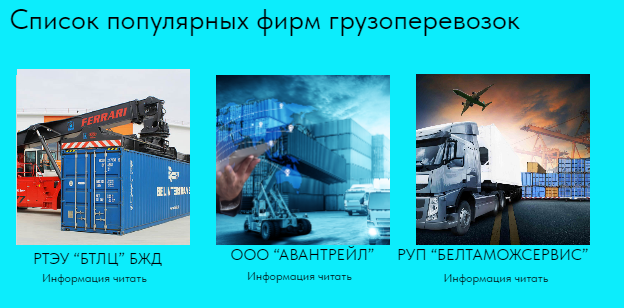 Список популярных фирм грузоперевозок
FERRARI
РТЭУ “БТЛЦ” БЖД
ООО “АВАНТРЕЙЛ”
РУП “БЕЛТАМОЖСЕРВИС”
Информация читать
Информация читать
Информация читать